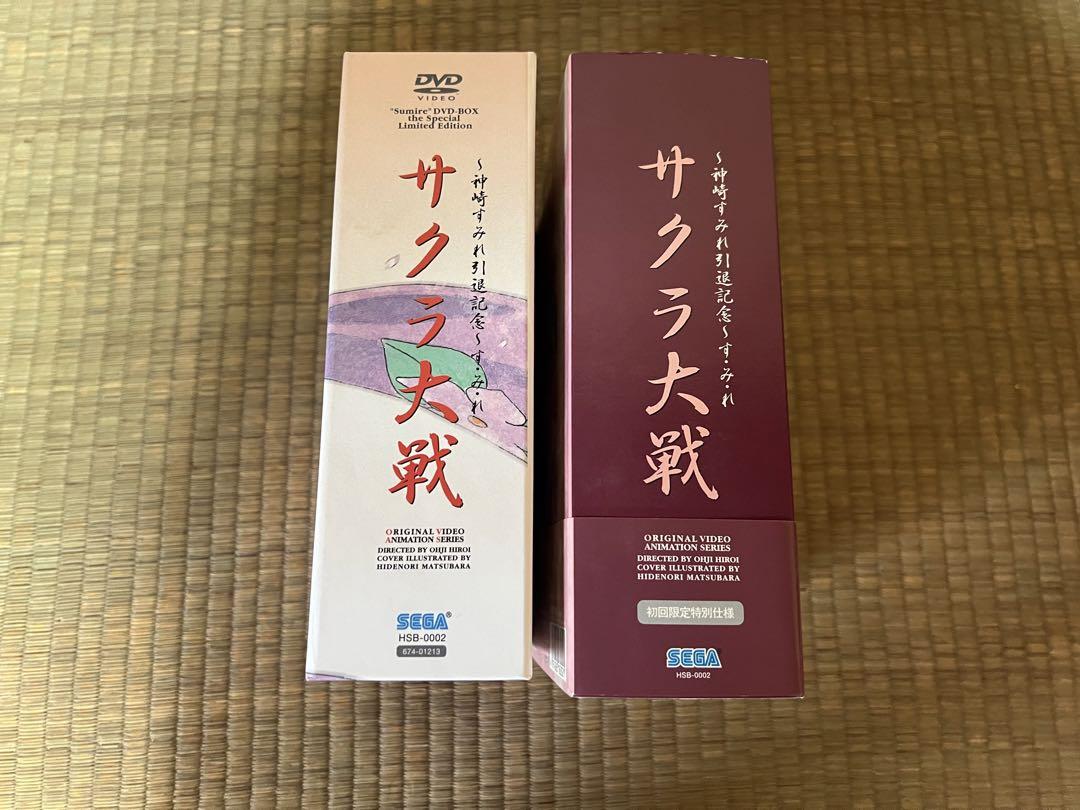 DVD
VIDEO
"Sumire" DVD-BOX
the Special
Limited Edition
サクラ大戦
〜神崎すみれ引退記念〜す・み・れ
ORIGINAL VIDEO
ANIMATION SERIES
DIRECTED BY OHJI HIROI
COVER ILLUSTRATED BY
HIDENORI MATSUBARA
SEGA®
HSB-0002
674-01213
サクラ大戦
〜神崎すみれ引退記念〜す・み・れ
ORIGINAL VIDEO
ANIMATION SERIES
DIRECTED BY OHJI HIROI
COVER ILLUSTRATED BY
HIDENORI MATSUBARA
初回限定特別仕様
SEGA
HSB-0002